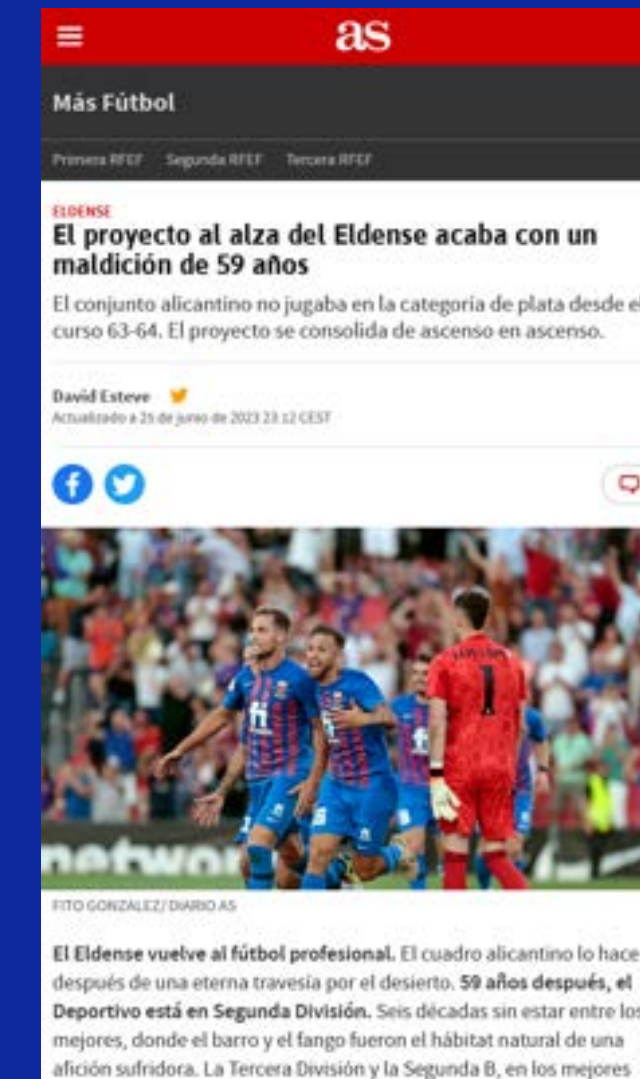 as
Más Fútbol
Primera RFEF Segunda RFEF Tercera RFEF
ELDENSE
El proyecto al alza del Eldense acaba con un
maldición de 59 años
El conjunto alicantino no jugaba en la categoría de plata desde el
curso 63-64. El proyecto se consolida de ascenso en ascenso.
David Esteve
Actualizado a 25 de junio de 2023 23:12 CEST
1
networ
FITO GONZÁLEZ/ DIARIO AS
El Eldense vuelve al fútbol profesional. El cuadro alicantino lo hace
después de una eterna travesía por el desierto. 59 años después, el
Deportivo está en Segunda División. Seis décadas sin estar entre los
mejores, donde el barro y el fango fueron el hábitat natural de una
afición sufridora. La Tercera División y la Segunda B, en los mejores